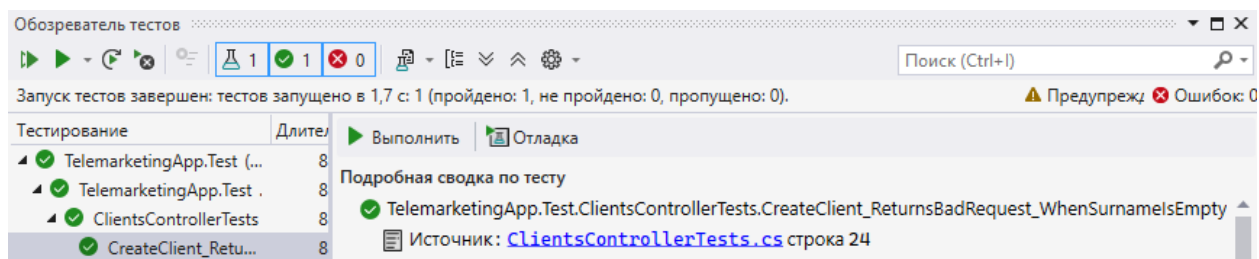 Обозреватель тестов
1 1 0 Поиск (Ctrl+I)
Запуск тестов завершен: тестов запущено в 1,7 с: 1 (пройдено: 1, не пройдено: 0, пропущено: 0). Предупрежд Ошибок: 0
Тестирование Длител
Выполнить Отладка
TelemarketingApp.Test (... 8
TelemarketingApp.Test . 8
ClientsControllerTests 8
CreateClient_Retu... 8
Подробная сводка по тесту
TelemarketingApp.Test.ClientsControllerTests.CreateClient_ReturnsBadRequest_WhenSurnameIsEmpty
Источник: ClientsControllerTests.cs строка 24